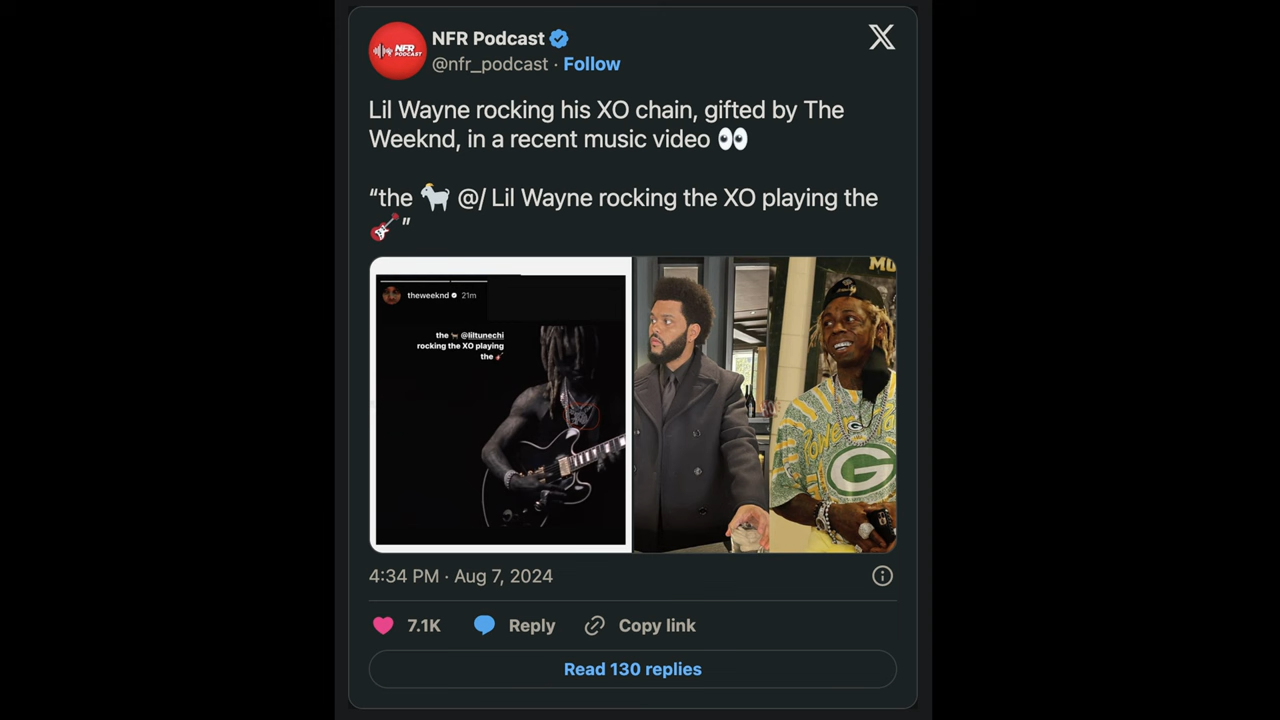 NFR Podcast
@nfr_podcast · Follow
Lil Wayne rocking his XO chain, gifted by The
Weeknd, in a recent music video 👀
“the 🐐 @/ Lil Wayne rocking the XO playing the
🎸”
theweeknd 21m
the 🐐 @liltunechi
rocking the XO playing
the 🎸
G
4:34 PM · Aug 7, 2024
7.1K Reply Copy link
Read 130 replies